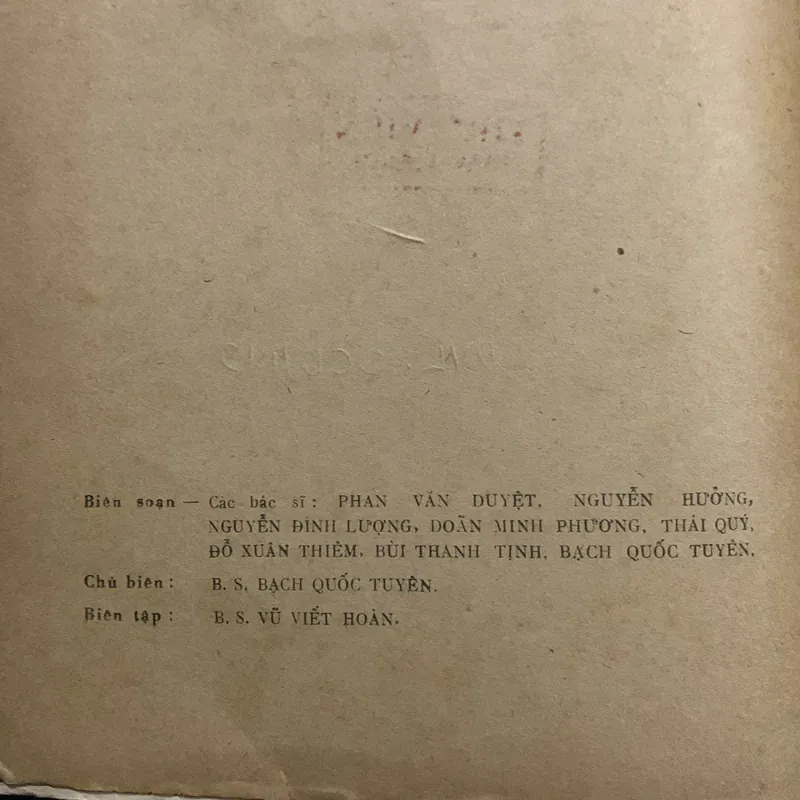 Biên soạn — Các bác sĩ : PHAN VĂN DUYỆT, NGUYỄN HƯỞNG,
NGUYỄN ĐÌNH LƯỢNG, DOÃN MINH PHƯƠNG, THÁI QUÝ,
ĐỖ XUÂN THIÊM, BÙI THANH TỊNH, BẠCH QUỐC TUYÊN.
Chủ biên : B. S. BẠCH QUỐC TUYÊN.
Biên tập : B. S. VŨ VIẾT HOÀN.